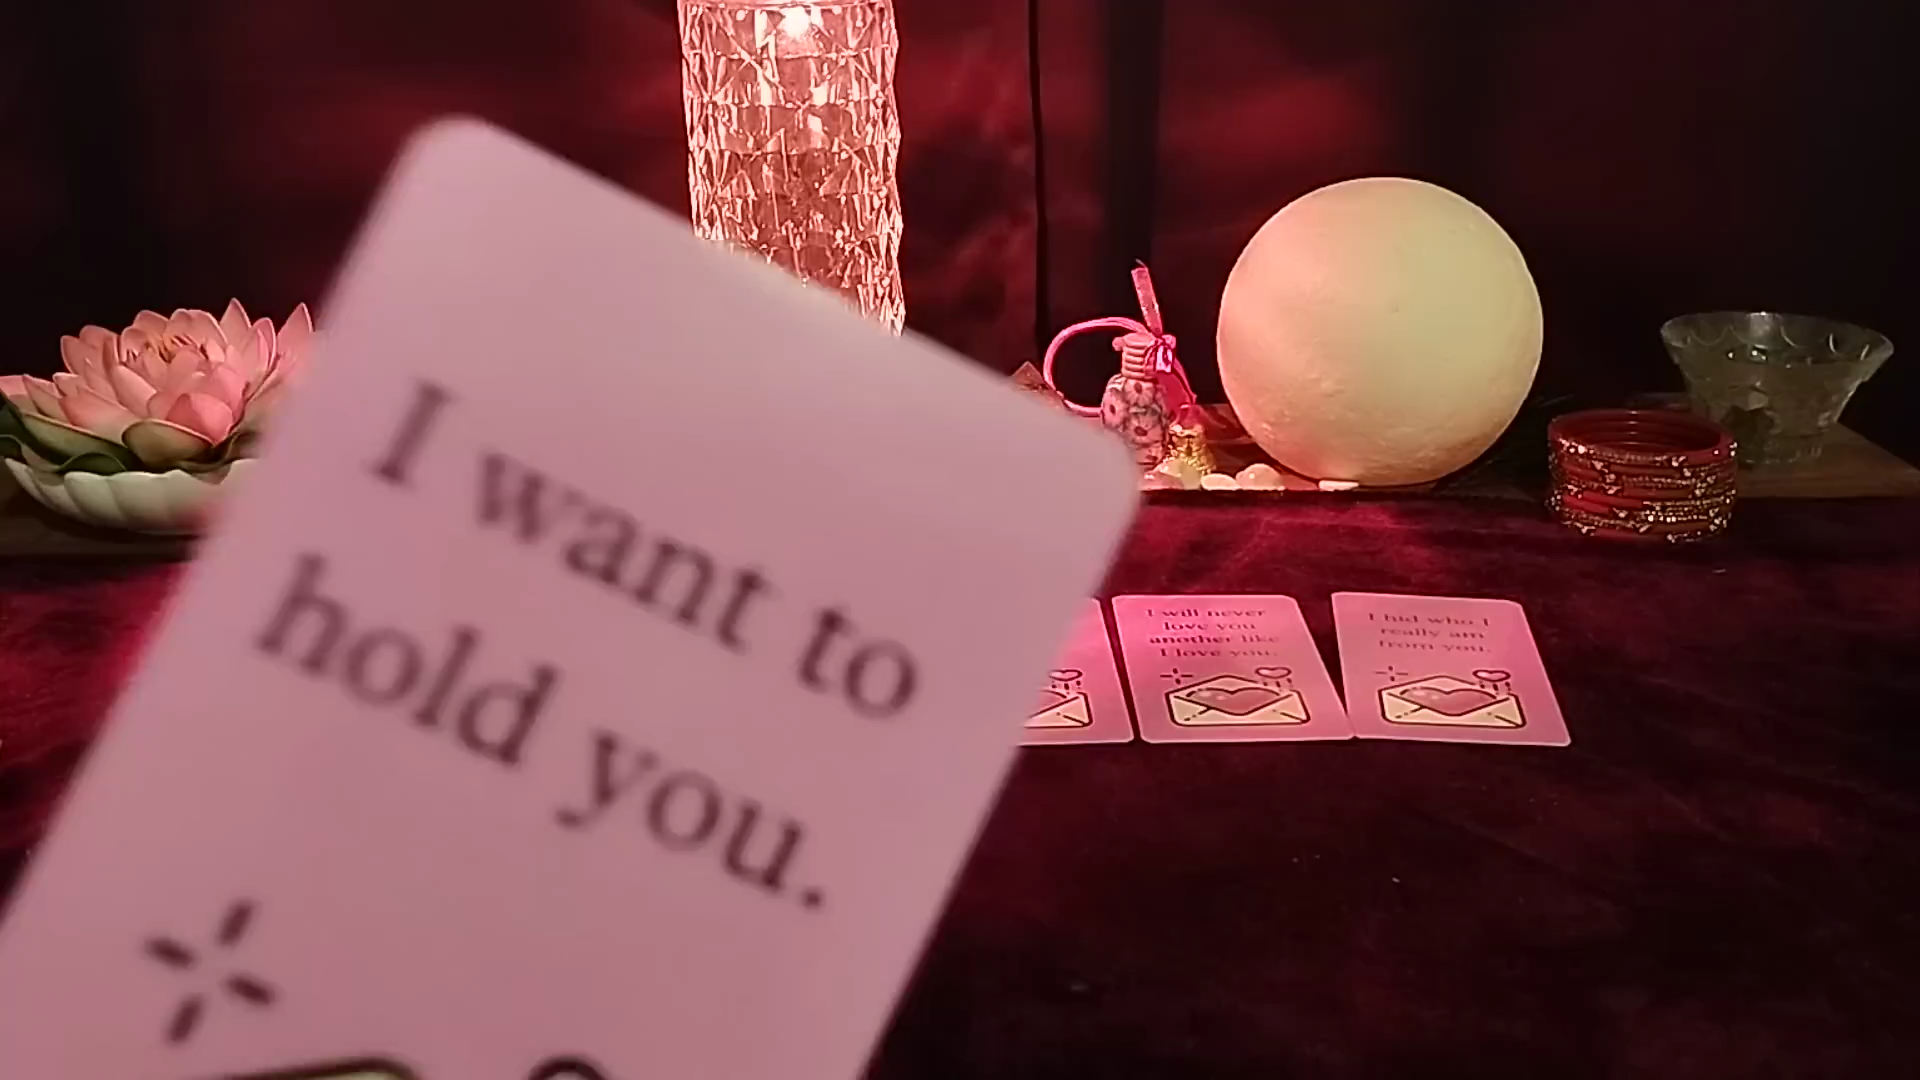 I want to
hold you.
I will never
love you
another like
I love you.
I hid who I
really am
from you.